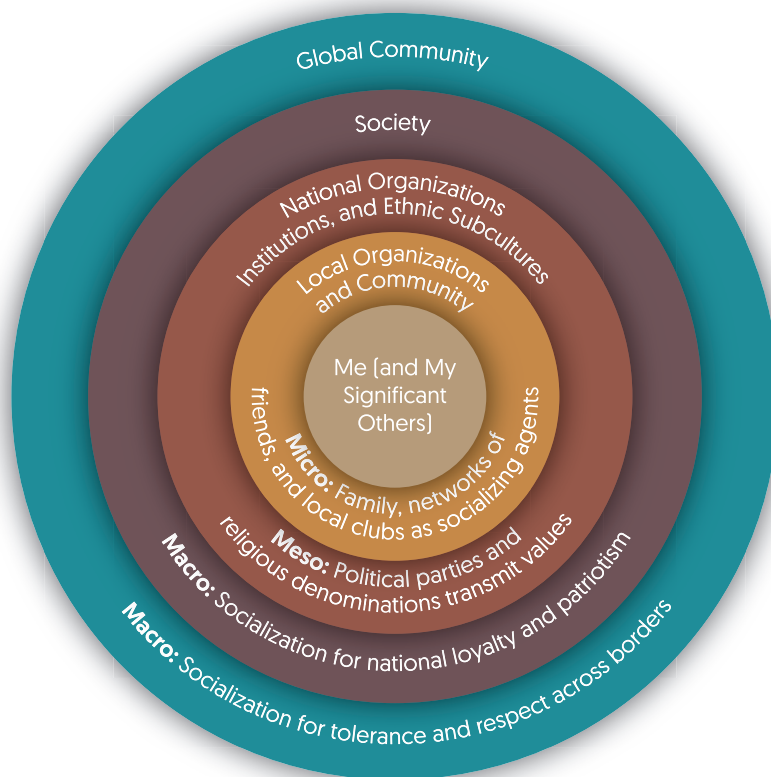 Global Community
Society
National Organizations
Institutions, and Ethnic Subcultures
Local Organizations
and Community
Me (and My
Significant
Others)
Micro: Family, networks of
friends, and local clubs as socializing agents
Meso: Political parties and
religious denominations transmit values
Macro: Socialization for national loyalty and patriotism
Macro: Socialization for tolerance and respect across borders